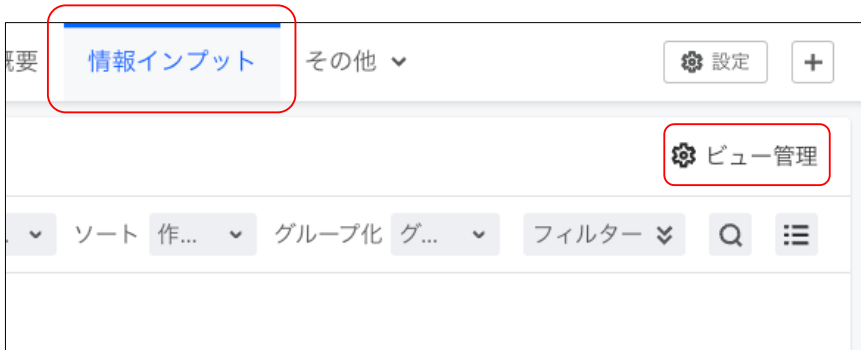 要 情報インプット その他 設定
ビュー管理
ソート 作... グループ化 グ... フィルター